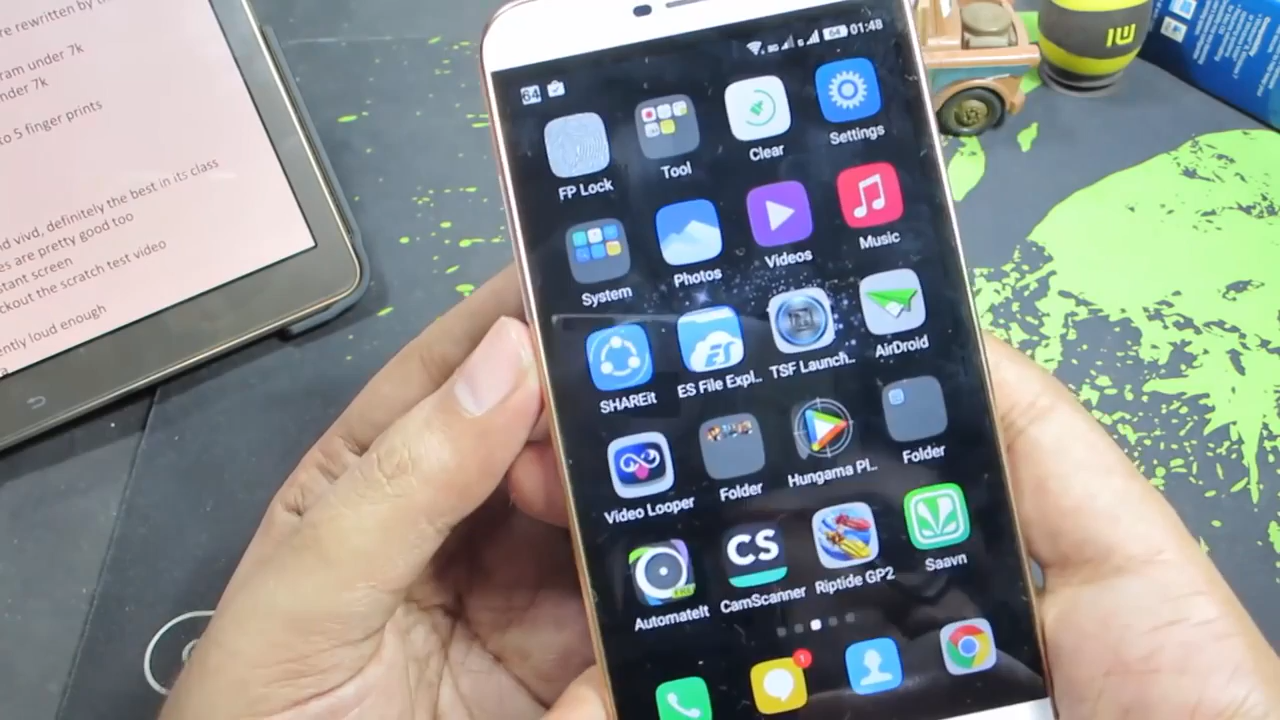 re rewritten by
ram under 7k
nder 7k
to 5 finger prints
nd vivd, definitely the best in its class
es are pretty good too
stant screen
ckout the scratch test video
ently loud enough
64
64 01:48
FP Lock
Tool
Clear
Settings
System
Photos
Videos
Music
SHAREit
ES File Expl..
TSF Launch..
AirDroid
Video Looper
Folder
Hungama Pl..
Folder
AutomateIt
CS
CamScanner
Riptide GP2
Saavn
1